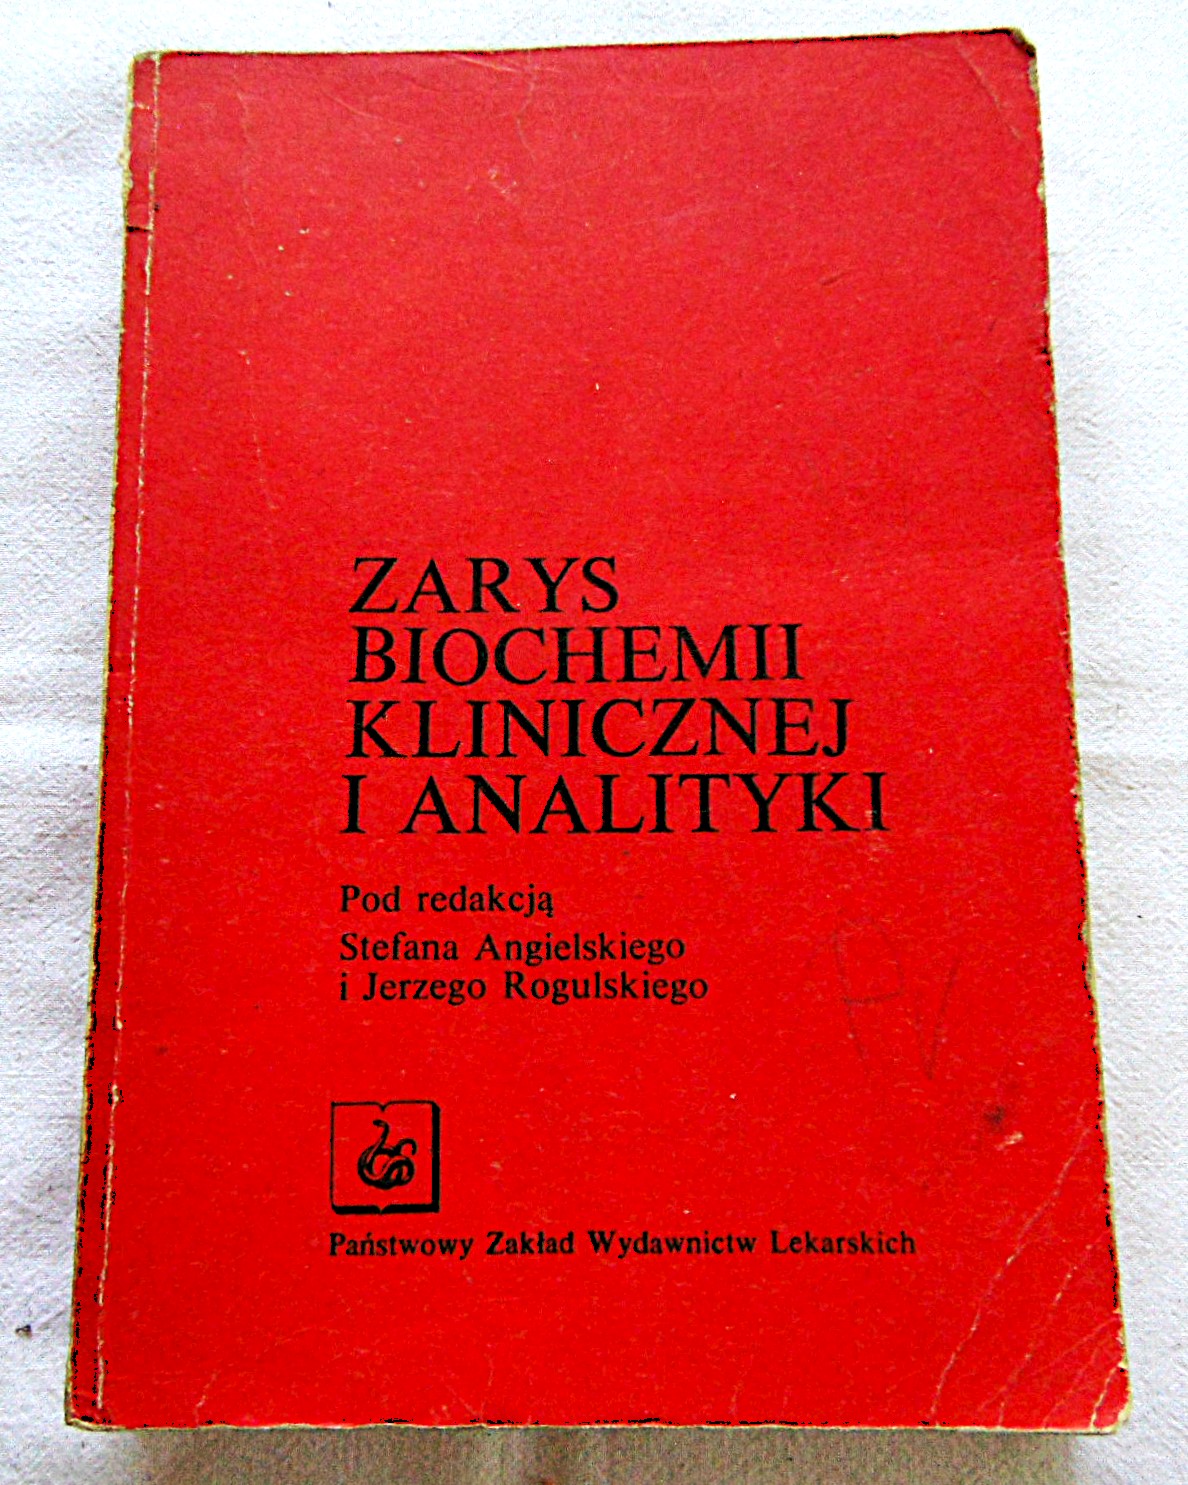 ZARYS
BIOCHEMII
KLINICZNEJ
I ANALITYKI
Pod redakcją
Stefana Angielskiego
i Jerzego Rogulskiego
Państwowy Zakład Wydawnictw Lekarskich